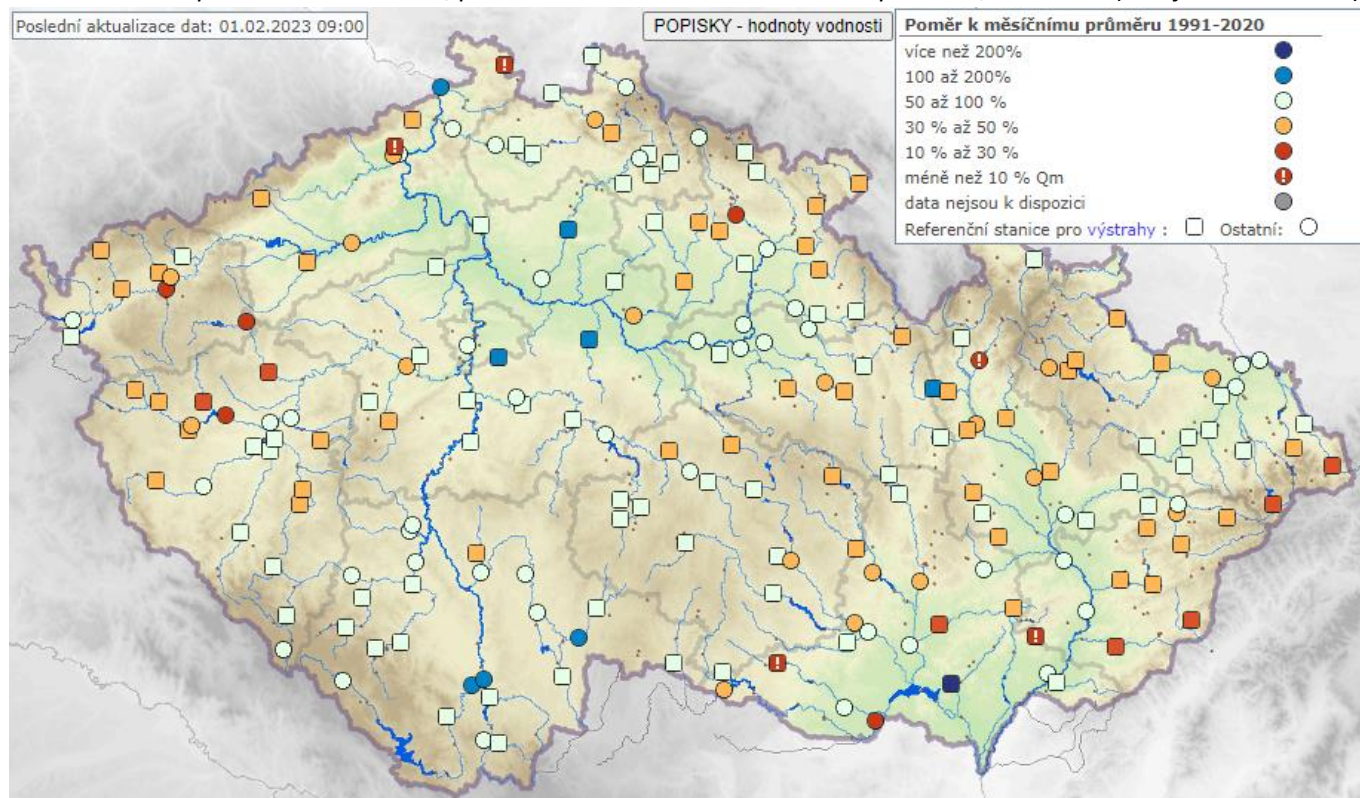 Poslední aktualizace dat: 01.02.2023 09:00
POPISKY - hodnoty vodnosti
Poměr k měsíčnímu průměru 1991-2020
více než 200%
100 až 200%
50 až 100 %
30 % až 50 %
10 % až 30 %
méně než 10 % Qm
data nejsou k dispozici
Referenční stanice pro výstrahy : Ostatní: